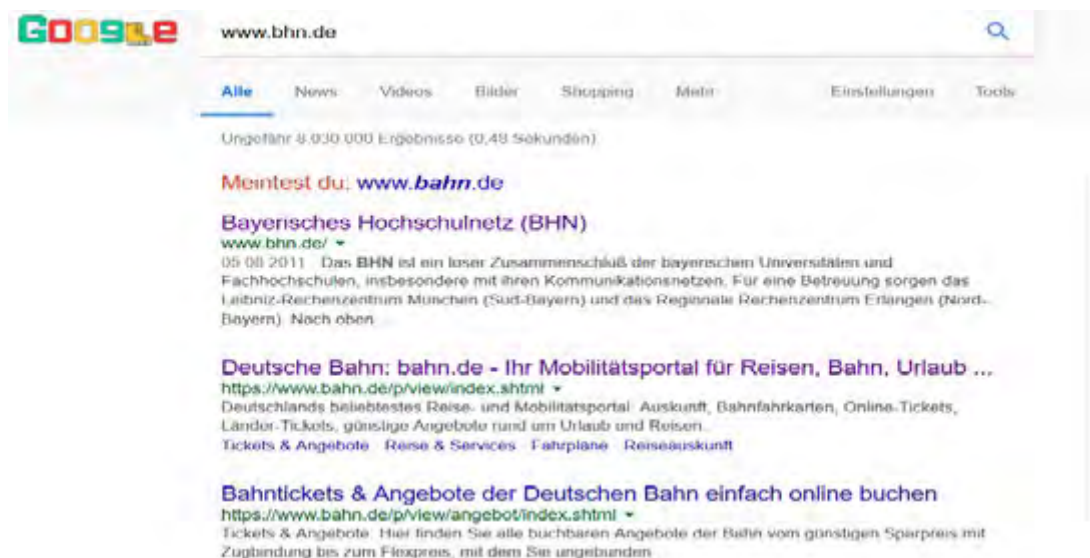 Google
www.bhn.de
Alle News Videos Bilder Shopping Mehr Einstellungen Tools
Ungefähr 8.030.000 Ergebnisse (0,48 Sekunden)
Meintest du: www.bahn.de
Bayerisches Hochschulnetz (BHN)
www.bhn.de/
05.08.2011 - Das BHN ist ein loser Zusammenschluß der bayerischen Universitäten und
Fachhochschulen, insbesondere mit ihren Kommunikationsnetzen. Für eine Betreuung sorgen das
Leibniz-Rechenzentrum München (Süd-Bayern) und das Regionale Rechenzentrum Erlangen (Nord-
Bayern). Nach oben
Deutsche Bahn: bahn.de - Ihr Mobilitätsportal für Reisen, Bahn, Urlaub ...
https://www.bahn.de/p/view/index.shtml
Deutschlands beliebtestes Reise- und Mobilitätsportal: Auskunft, Bahnfahrkarten, Online-Tickets,
Länder-Tickets, günstige Angebote rund um Urlaub und Reisen.
Tickets & Angebote Reise & Services Fahrpläne Reiseauskunft
Bahntickets & Angebote der Deutschen Bahn einfach online buchen
https://www.bahn.de/p/view/angebot/index.shtml
Tickets & Angebote: Hier finden Sie alle buchbaren Angebote der Bahn vom günstigen Sparpreis mit
Zugbindung bis zum Flexpreis, mit dem Sie ungebunden